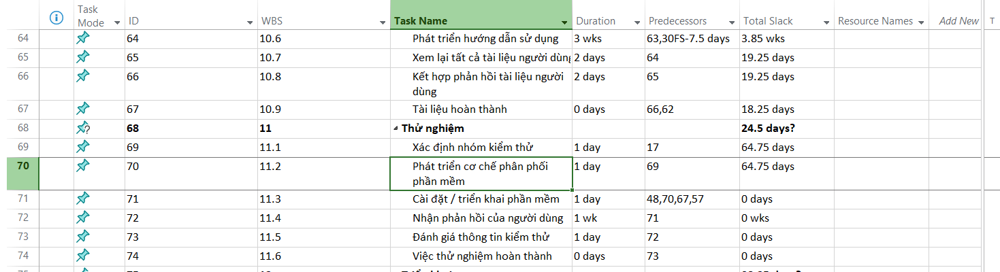 Task Mode ID WBS Task Name Duration Predecessors Total Slack Resource Names Add New T
64 64 10.6 Phát triển hướng dẫn sử dụng 3 wks 63,30FS-7.5 days 3.85 wks
65 65 10.7 Xem lại tất cả tài liệu người dùng 2 days 64 19.25 days
66 66 10.8 Kết hợp phản hồi tài liệu người 2 days 65 19.25 days
dùng
67 67 10.9 Tài liệu hoàn thành 0 days 66,62 18.25 days
68 68 11 Thử nghiệm 24.5 days?
69 69 11.1 Xác định nhóm kiểm thử 1 day 17 64.75 days
70 70 11.2 Phát triển cơ chế phân phối 1 day 69 64.75 days
phần mềm
71 71 11.3 Cài đặt / triển khai phần mềm 1 day 48,70,67,57 0 days
72 72 11.4 Nhận phản hồi của người dùng 1 wk 71 0 wks
73 73 11.5 Đánh giá thông tin kiểm thử 1 day 72 0 days
74 74 11.6 Việc thử nghiệm hoàn thành 0 days 73 0 days